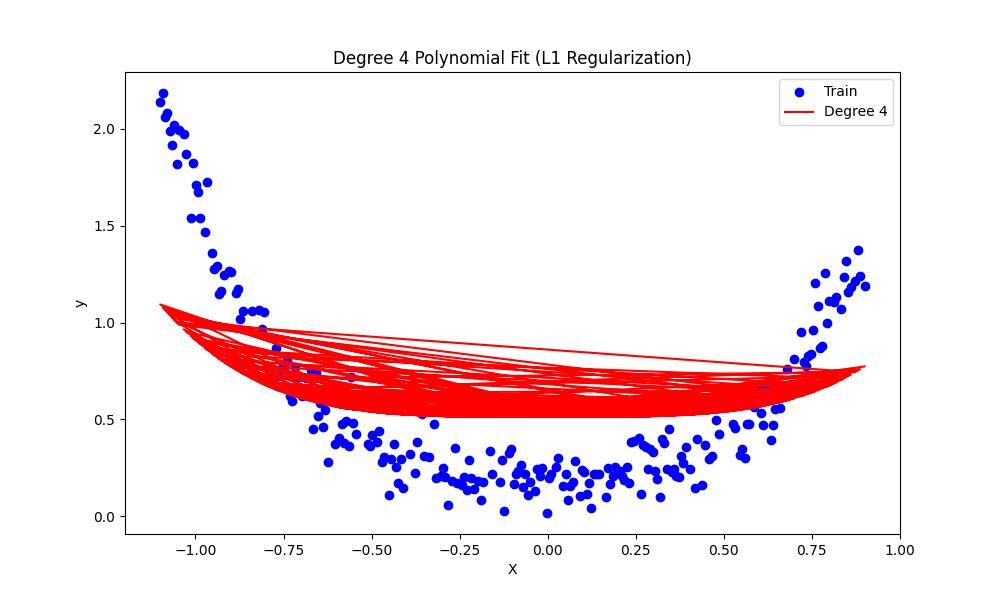 Degree 4 Polynomial Fit (L1 Regularization)
Train
Degree 4
2.0
1.5
1.0
0.5
0.0
y
−1.00 −0.75 −0.50 −0.25 0.00 0.25 0.50 0.75 1.00
X